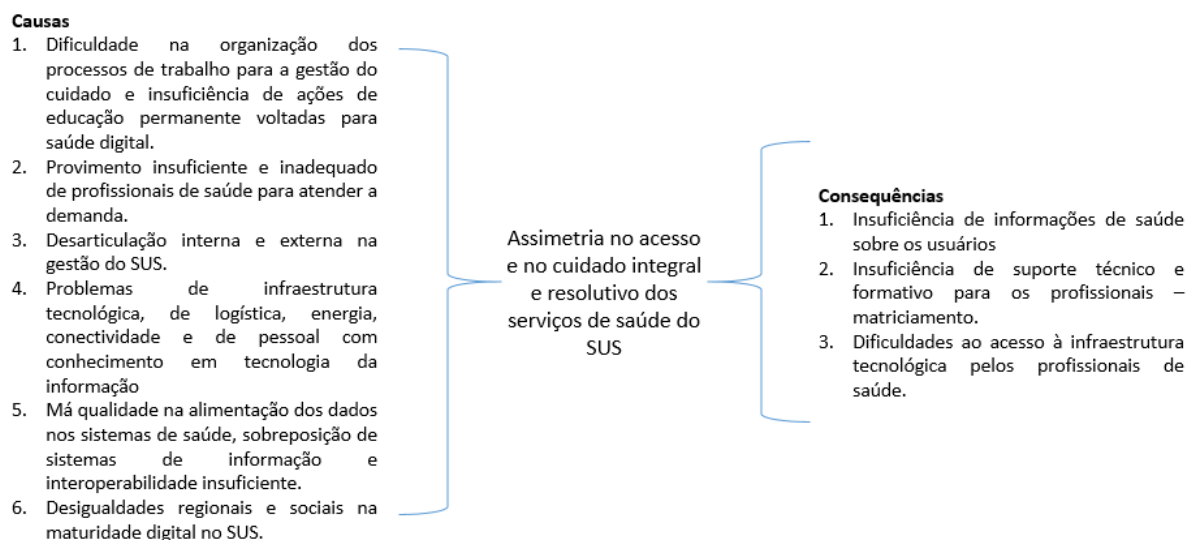 Causas
1. Dificuldade na organização dos
processos de trabalho para a gestão do
cuidado e insuficiência de ações de
educação permanente voltadas para
saúde digital.
2. Provimento insuficiente e inadequado
de profissionais de saúde para atender a
demanda.
3. Desarticulação interna e externa na
gestão do SUS.
4. Problemas de infraestrutura
tecnológica, de logística, energia,
conectividade e de pessoal com
conhecimento em tecnologia da
informação
5. Má qualidade na alimentação dos dados
nos sistemas de saúde, sobreposição de
sistemas de informação e
interoperabilidade insuficiente.
6. Desigualdades regionais e sociais na
maturidade digital no SUS.
Assimetria no acesso
e no cuidado integral
e resolutivo dos
serviços de saúde do
SUS
Consequências
1. Insuficiência de informações de saúde
sobre os usuários
2. Insuficiência de suporte técnico e
formativo para os profissionais –
matriciamento.
3. Dificuldades ao acesso à infraestrutura
tecnológica pelos profissionais de
saúde.